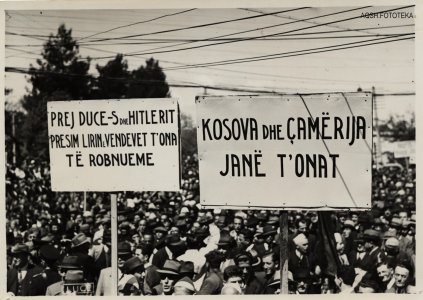 AQSH.FOTOTEKA
PREJ DUCE-S DHE HITLERIT
PRESIM LIRIN, VENDEVET T'ONA
TË ROBNUEME
KOSOVA DHE ÇAMËRIJA
JANË T'ONAT